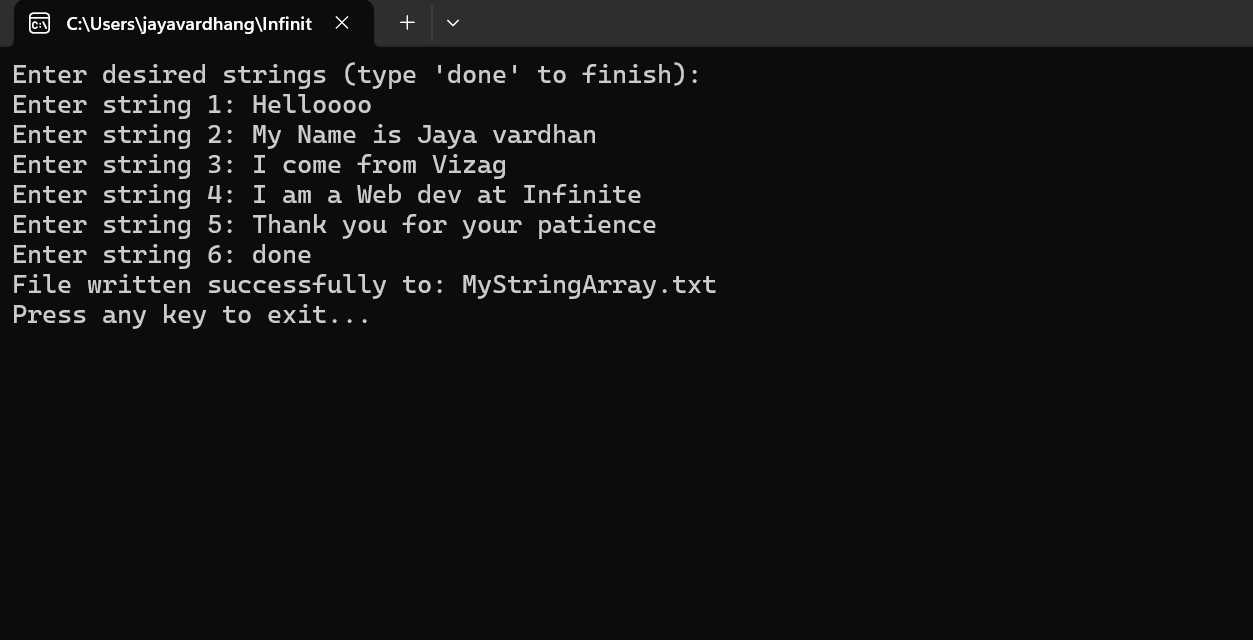 C:\Users\jayavardhang\Infinit
Enter desired strings (type 'done' to finish):
Enter string 1: Helloooo
Enter string 2: My Name is Jaya vardhan
Enter string 3: I come from Vizag
Enter string 4: I am a Web dev at Infinite
Enter string 5: Thank you for your patience
Enter string 6: done
File written successfully to: MyStringArray.txt
Press any key to exit...